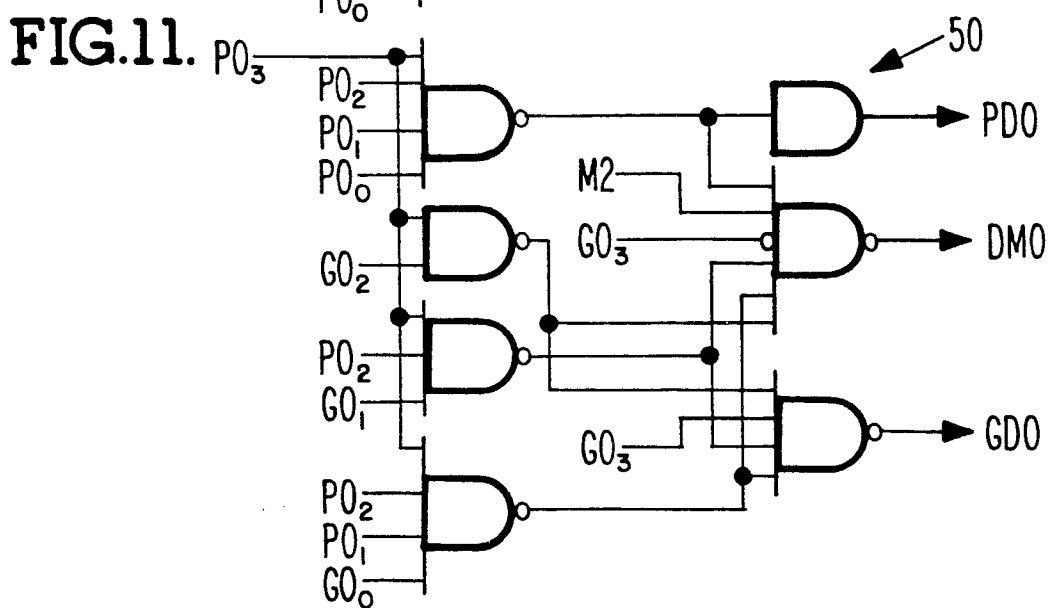 PO₀
FIG.11.
PO₃
PO₂
PO₁
PO₀
50
PDO
M2
GO₃
DMO
GO₂
PO₂
GO₁
GO₃
GDO
PO₂
PO₁
GO₀